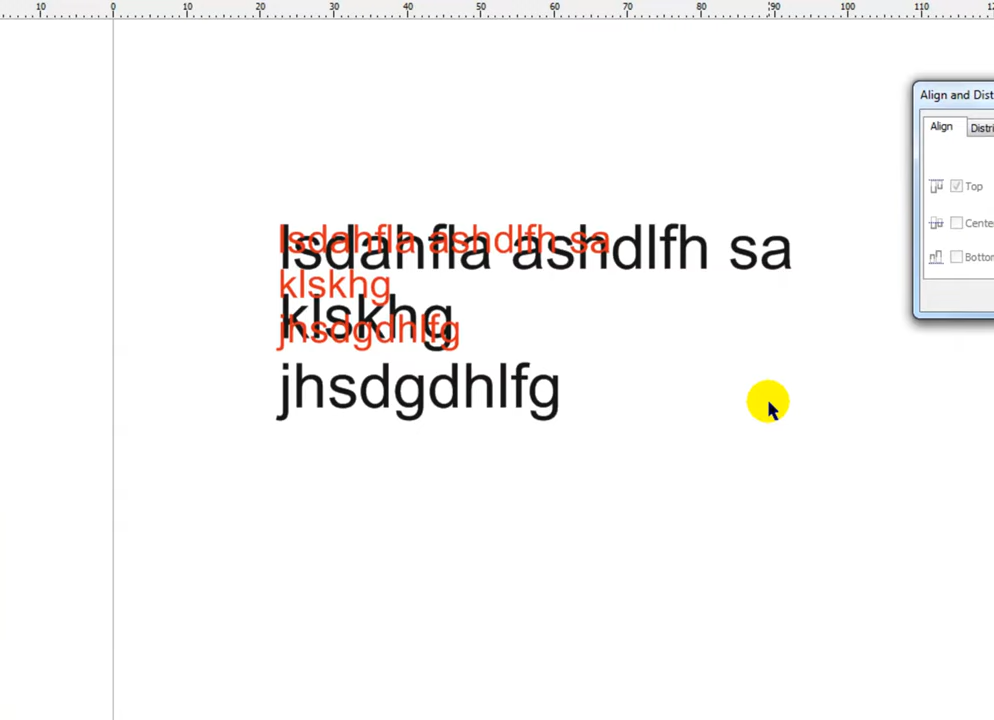 10 0 10 20 30 40 50 60 70 80 90 100 110
Align and Dist
Align Distri
Top
lsdahfla ashdlfh sa
lsdahfla ashdlfh sa
Cente
Bottor
klskhg
klskhg
jhsdgdhlfg
jhsdgdhlfg